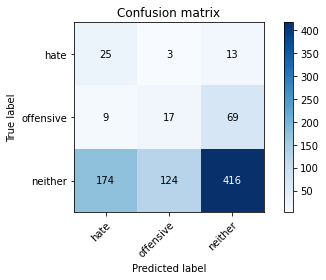 Confusion matrix
hate 25 3 13
offensive 9 17 69
neither 174 124 416
hate offensive neither
True label
Predicted label
400
350
300
250
200
150
100
50